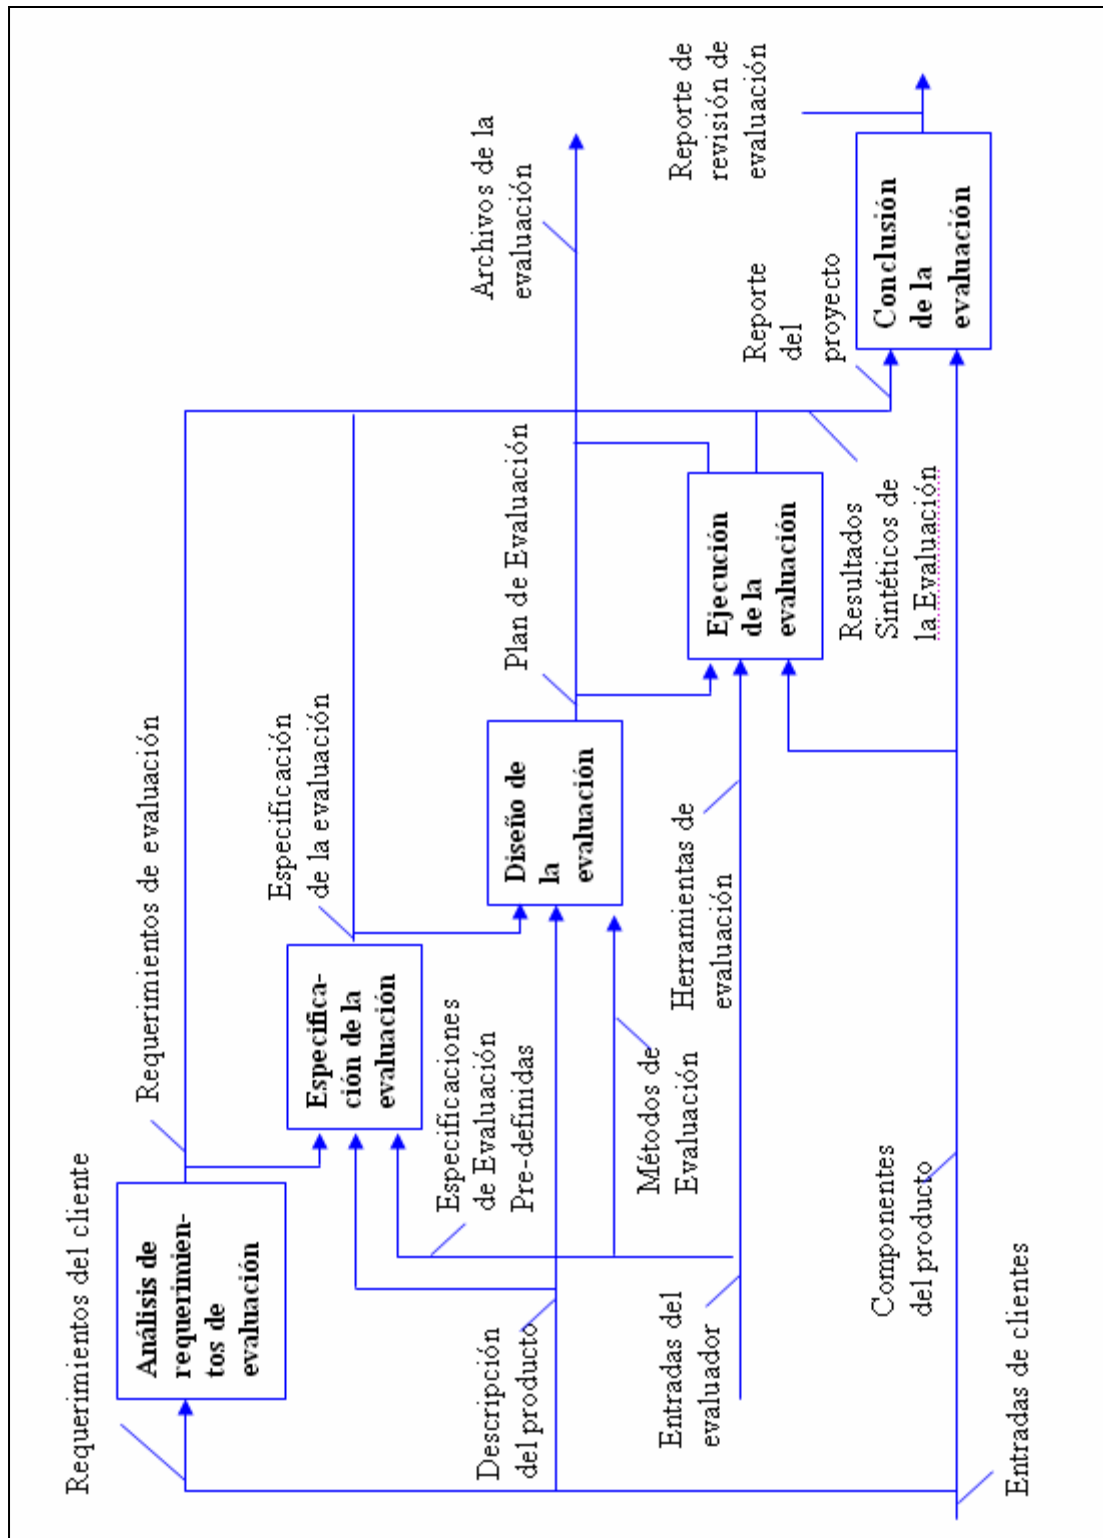 Requerimientos del cliente
Análisis de
requerimien-
tos de
evaluación
Requerimientos de evaluación
Especifica-
ción de la
evaluación
Especificación
de la evaluación
Especificaciones
de Evaluación
Pre-definidas
Descripción
del producto
Diseño de
la
evaluación
Plan de Evaluación
Archivos de la
evaluación
Métodos de
Evaluación
Entradas del
evaluador
Herramientas de
evaluación
Ejecución
de la
evaluación
Reporte
del
proyecto
Reporte de
revisión de
evaluación
Resultados
Sintéticos de
la Evaluación
Conclusión
de la
evaluación
Componentes
del producto
Entradas de clientes